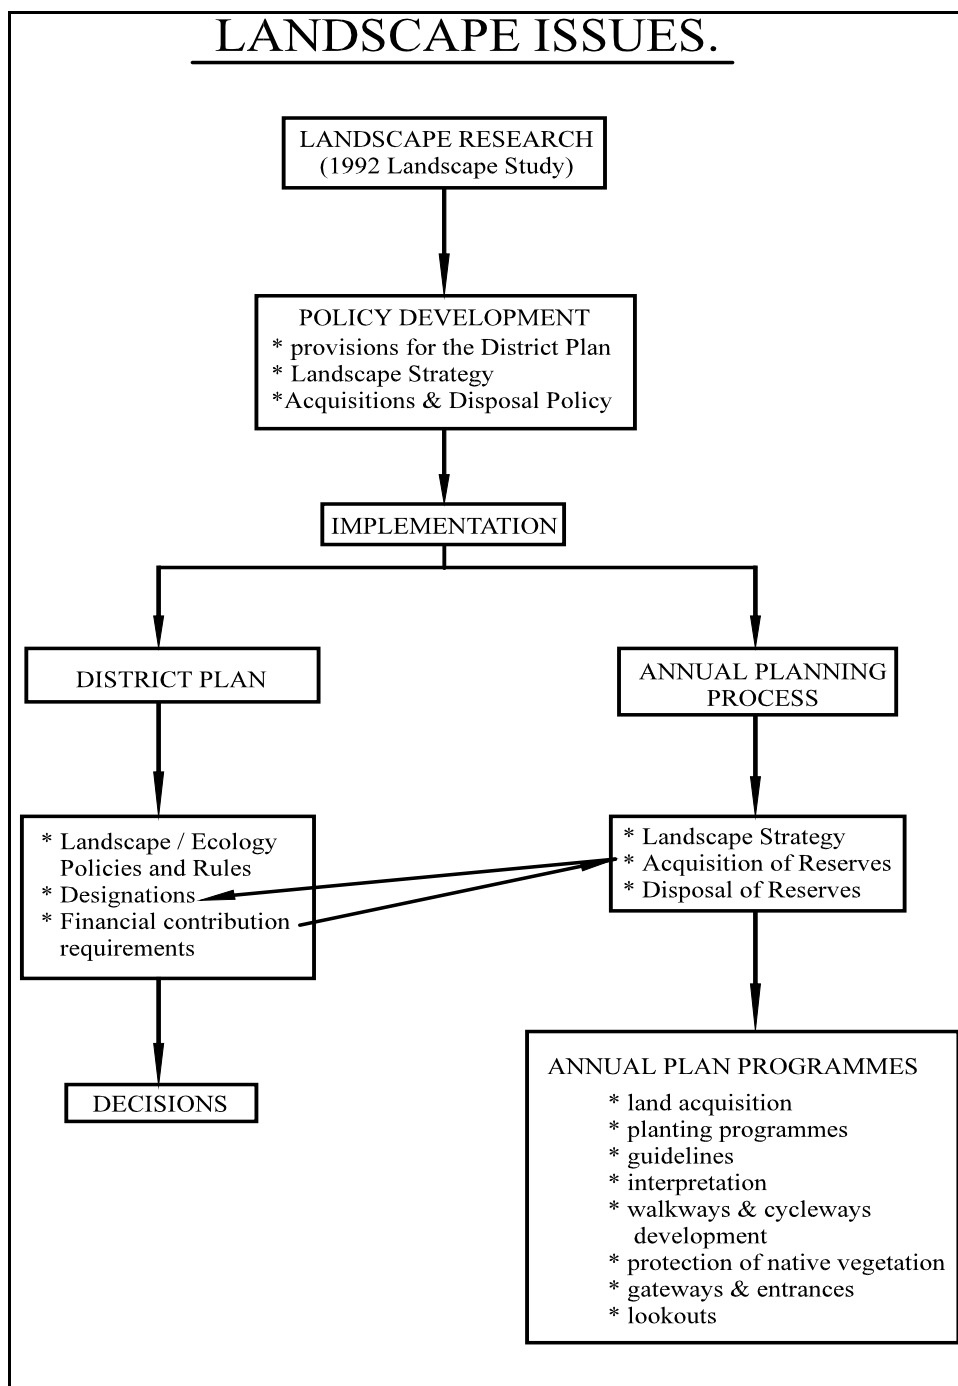 LANDSCAPE ISSUES.
LANDSCAPE RESEARCH
(1992 Landscape Study)
POLICY DEVELOPMENT
* provisions for the District Plan
* Landscape Strategy
*Acquisitions & Disposal Policy
IMPLEMENTATION
DISTRICT PLAN
ANNUAL PLANNING
PROCESS
* Landscape / Ecology
Policies and Rules
* Designations
* Financial contribution
requirements
* Landscape Strategy
* Acquisition of Reserves
* Disposal of Reserves
DECISIONS
ANNUAL PLAN PROGRAMMES
* land acquisition
* planting programmes
* guidelines
* interpretation
* walkways & cycleways
development
* protection of native vegetation
* gateways & entrances
* lookouts